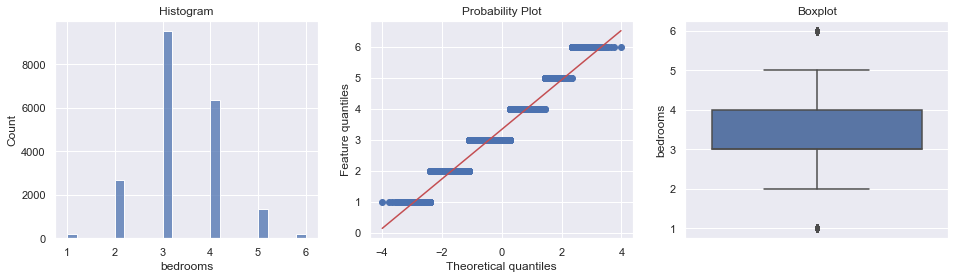 Histogram
Count
8000
6000
4000
2000
0
1 2 3 4 5 6
bedrooms
Probability Plot
Feature quantiles
6
5
4
3
2
1
0
−4 −2 0 2 4
Theoretical quantiles
Boxplot
bedrooms
6
5
4
3
2
1